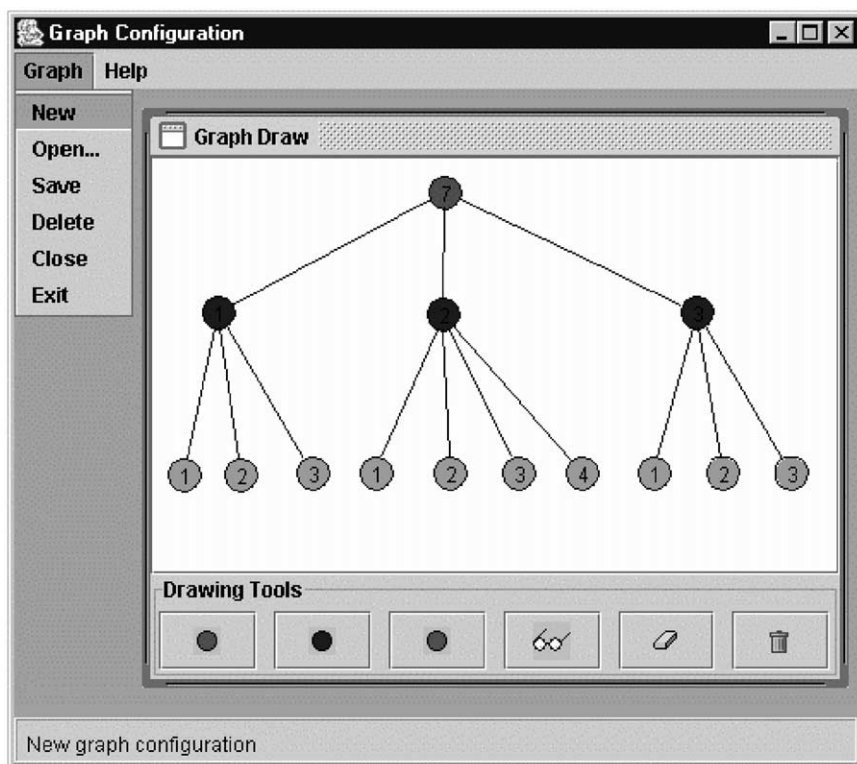 Graph Configuration
Graph Help
New
Open...
Save
Delete
Close
Exit
Graph Draw
7
1 2 3
1 2 3 1 2 3 4 1 2 3
Drawing Tools
New graph configuration